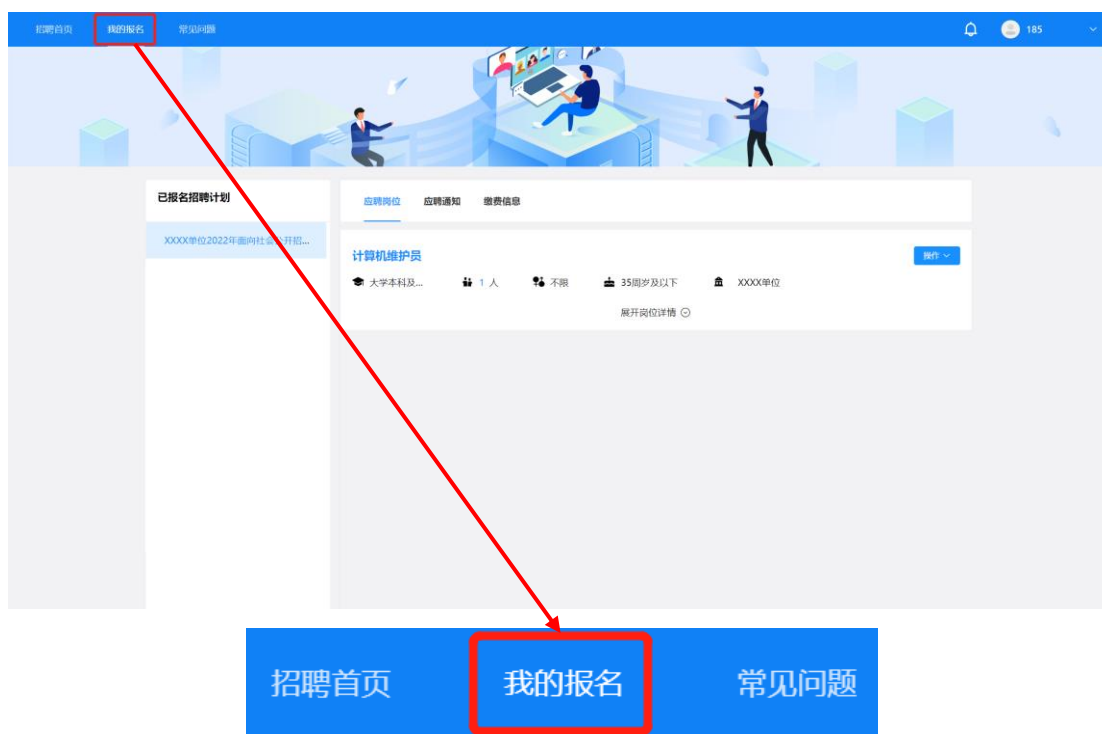 招聘首页 我的报名 常见问题 185
已报名招聘计划
应聘岗位 应聘通知 缴费信息
XXXX单位2022年面向社会公开招...
计算机维护员 操作
大学本科及... 1 人 不限 35周岁及以下 XXXX单位
展开岗位详情
招聘首页 我的报名 常见问题